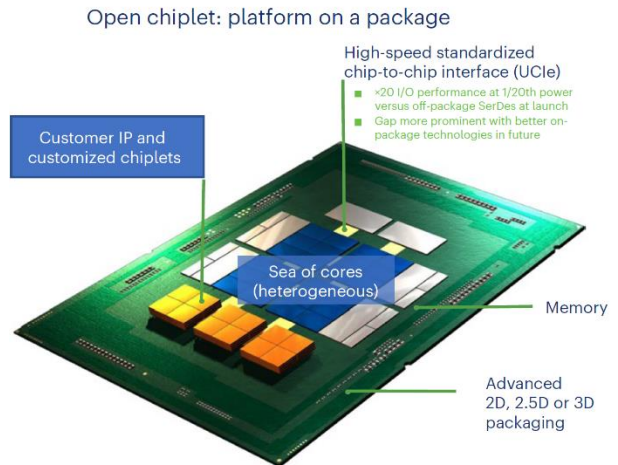 Open chiplet: platform on a package
High-speed standardized
chip-to-chip interface (UCIe)
×20 I/O performance at 1/20th power
versus off-package SerDes at launch
Gap more prominent with better on-
package technologies in future
Customer IP and
customized chiplets
Sea of cores
(heterogeneous)
Memory
Advanced
2D, 2.5D or 3D
packaging